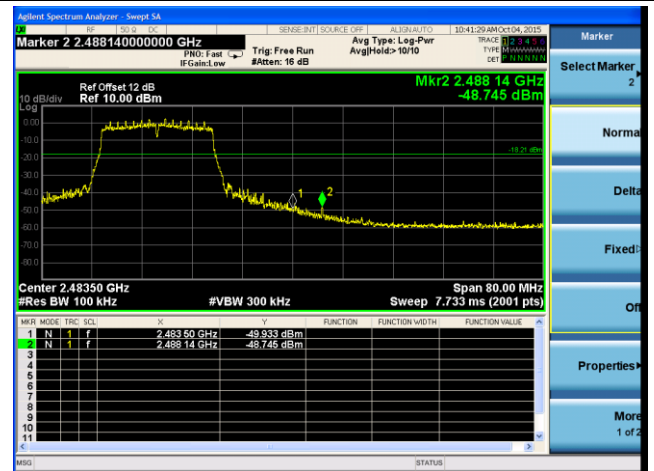 Agilent Spectrum Analyzer - Swept SA
RF 50 Ω DC SENSE:INT SOURCE OFF ALIGNAUTO 10:41:29 AM Oct 04, 2015
Marker 2 2.488140000000 GHz
PNO: Fast
IFGain:Low
Trig: Free Run
#Atten: 16 dB
Avg Type: Log-Pwr
Avg|Hold:> 10/10
TRACE 1 2 3 4 5 6
TYPE M
DET P N N N N N
Mkr2 2.488 14 GHz
-48.745 dBm
Ref Offset 12 dB
10 dB/div Ref 10.00 dBm
Log
0.00
-10.0
-20.0
-30.0
-40.0
-50.0
-60.0
-70.0
-80.0
-18.21 dBm
1
2
Center 2.48350 GHz Span 80.00 MHz
#Res BW 100 kHz #VBW 300 kHz Sweep 7.733 ms (2001 pts)
MKR MODE TRC SCL X Y FUNCTION FUNCTION WIDTH FUNCTION VALUE
1 N 1 f 2.483 50 GHz -49.933 dBm
2 N 1 f 2.488 14 GHz -48.745 dBm
3
4
5
6
7
8
9
10
11
MSG STATUS
Marker
Select Marker
2
Norma
Delta
Fixed
Off
Properties
More
1 of 2